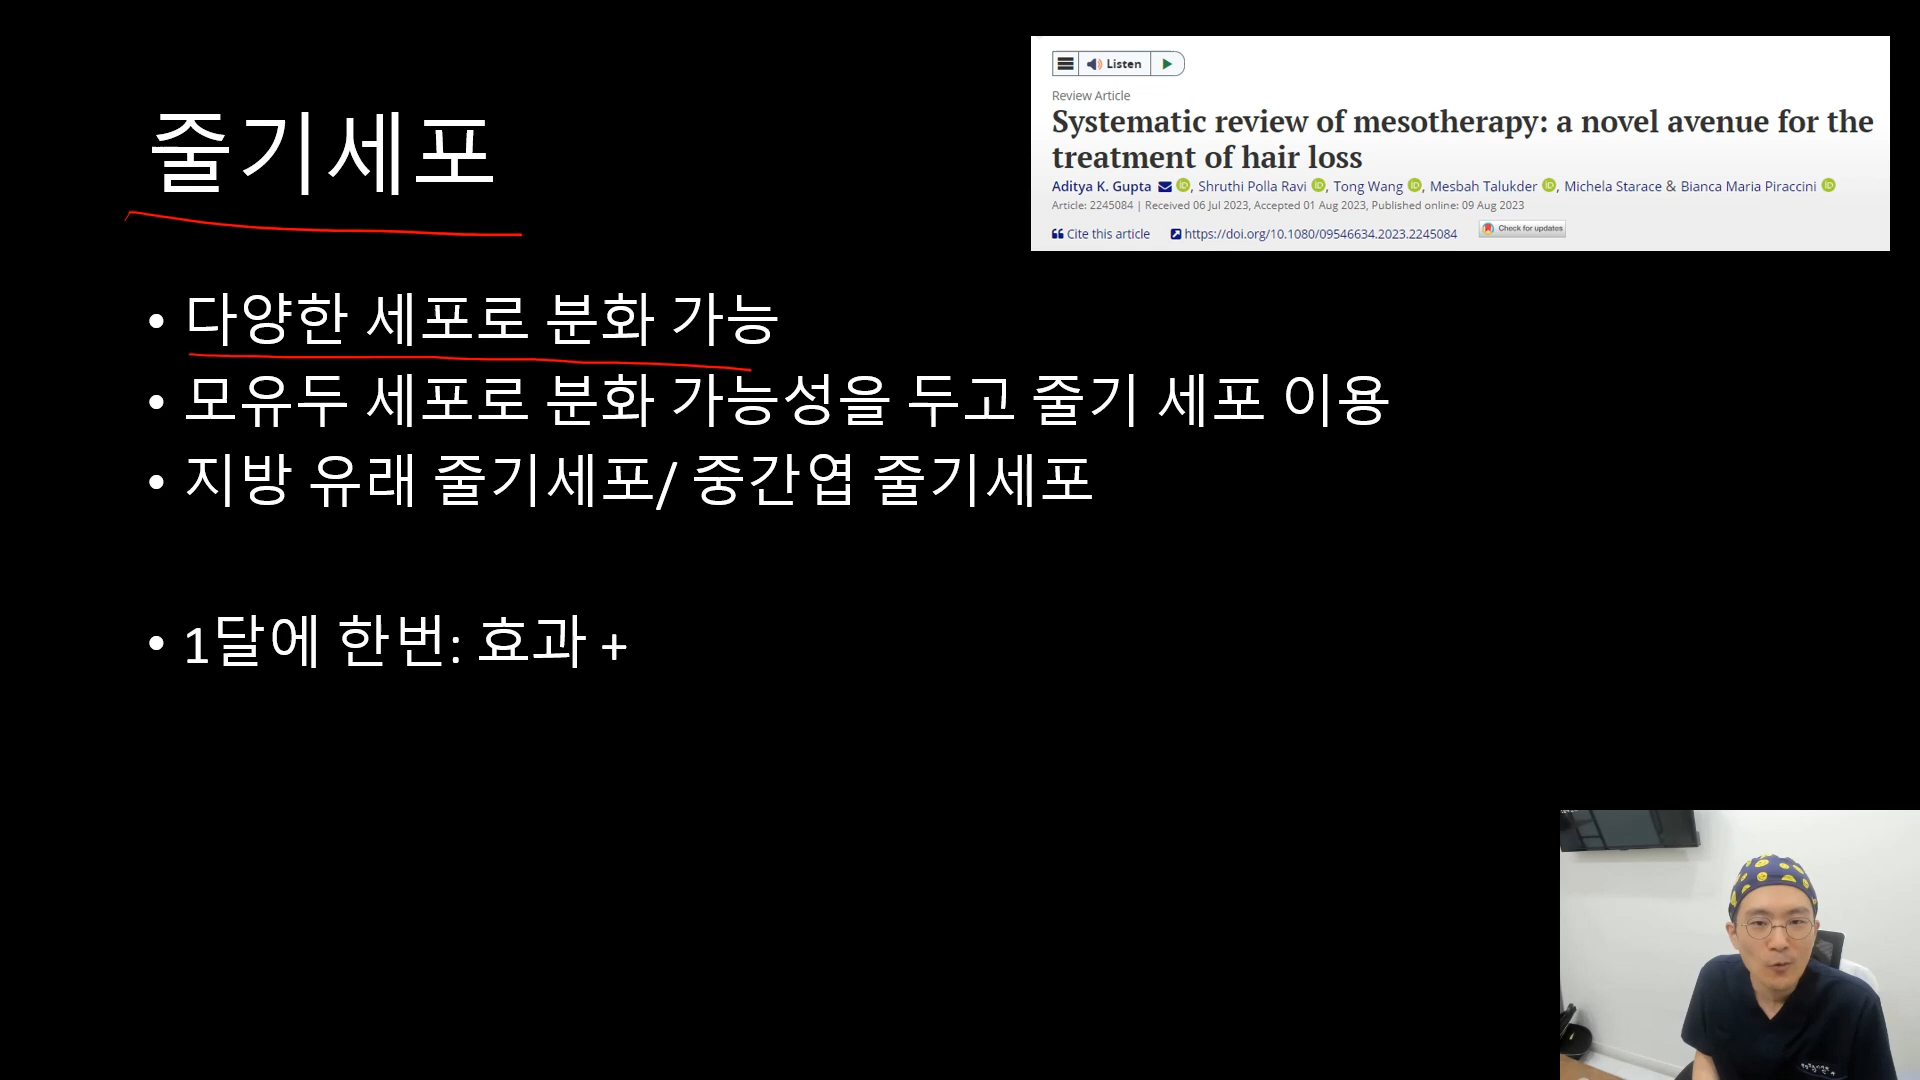 줄기세포
• 다양한 세포로 분화 가능
• 모유두 세포로 분화 가능성을 두고 줄기 세포 이용
• 지방 유래 줄기세포/ 중간엽 줄기세포
• 1달에 한번: 효과 +
Listen
Review Article
Systematic review of mesotherapy: a novel avenue for the
treatment of hair loss
Aditya K. Gupta, Shruthi Polla Ravi, Tong Wang, Mesbah Talukder, Michela Starace & Bianca Maria Piraccini
Article: 2245084 | Received 06 Jul 2023, Accepted 01 Aug 2023, Published online: 09 Aug 2023
Cite this article https://doi.org/10.1080/09546634.2023.2245084 Check for updates